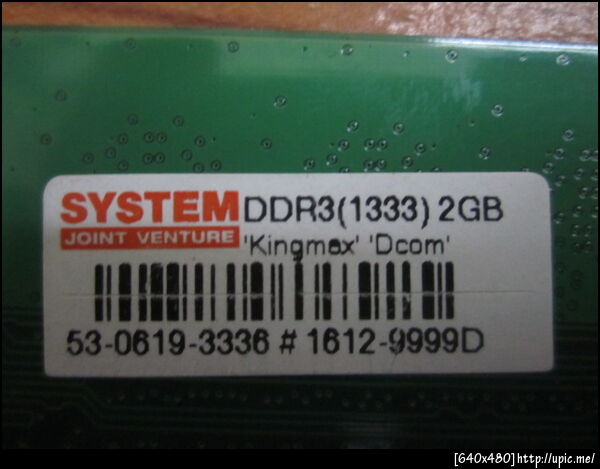 SYSTEM DDR3(1333) 2GB
JOINT VENTURE 'Kingmax' 'Dcom'
53-0619-3336 # 1612-9999D
[640x480]http://upic.me/